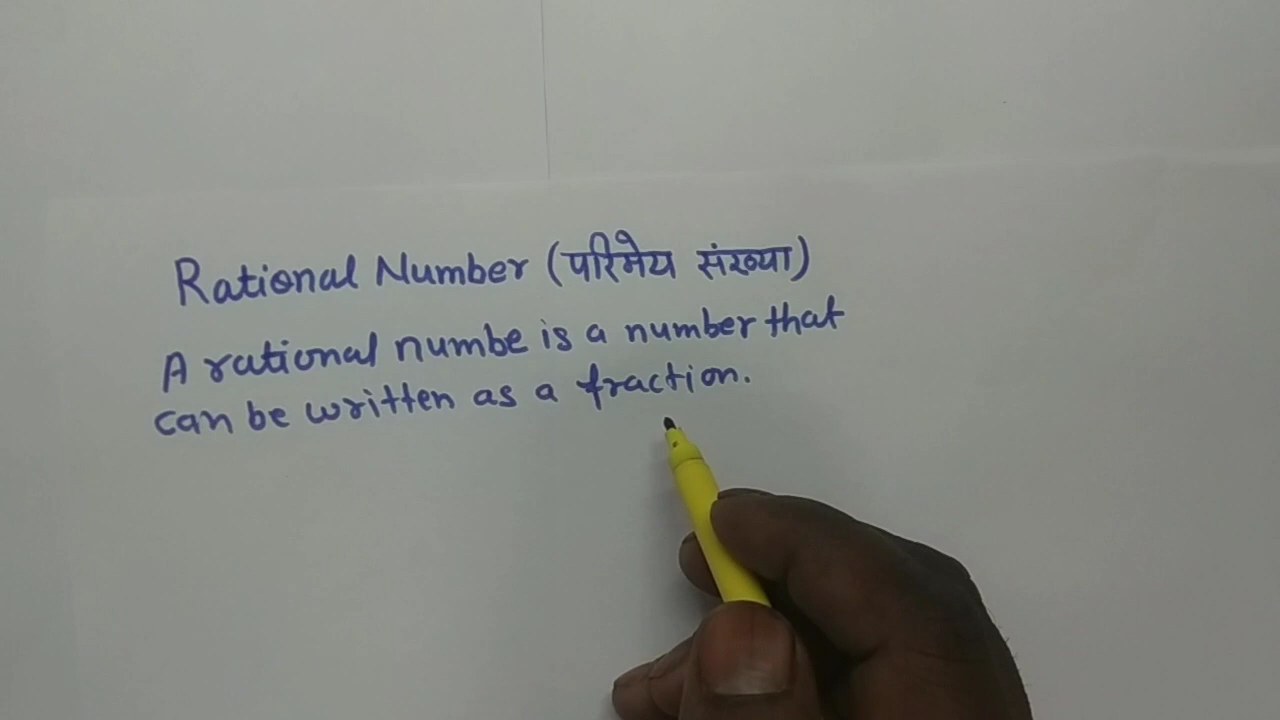 Rational Number (परिमेय संख्या)
A rational numbe is a number that
can be written as a fraction.